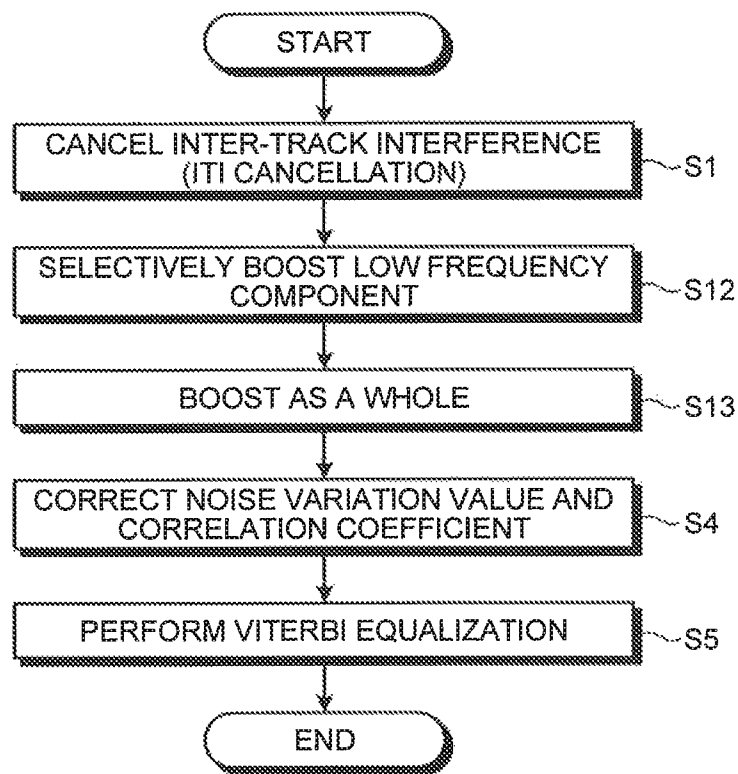 START
CANCEL INTER-TRACK INTERFERENCE
(ITI CANCELLATION)
S1
SELECTIVELY BOOST LOW FREQUENCY
COMPONENT
S12
BOOST AS A WHOLE
S13
CORRECT NOISE VARIATION VALUE AND
CORRELATION COEFFICIENT
S4
PERFORM VITERBI EQUALIZATION
S5
END